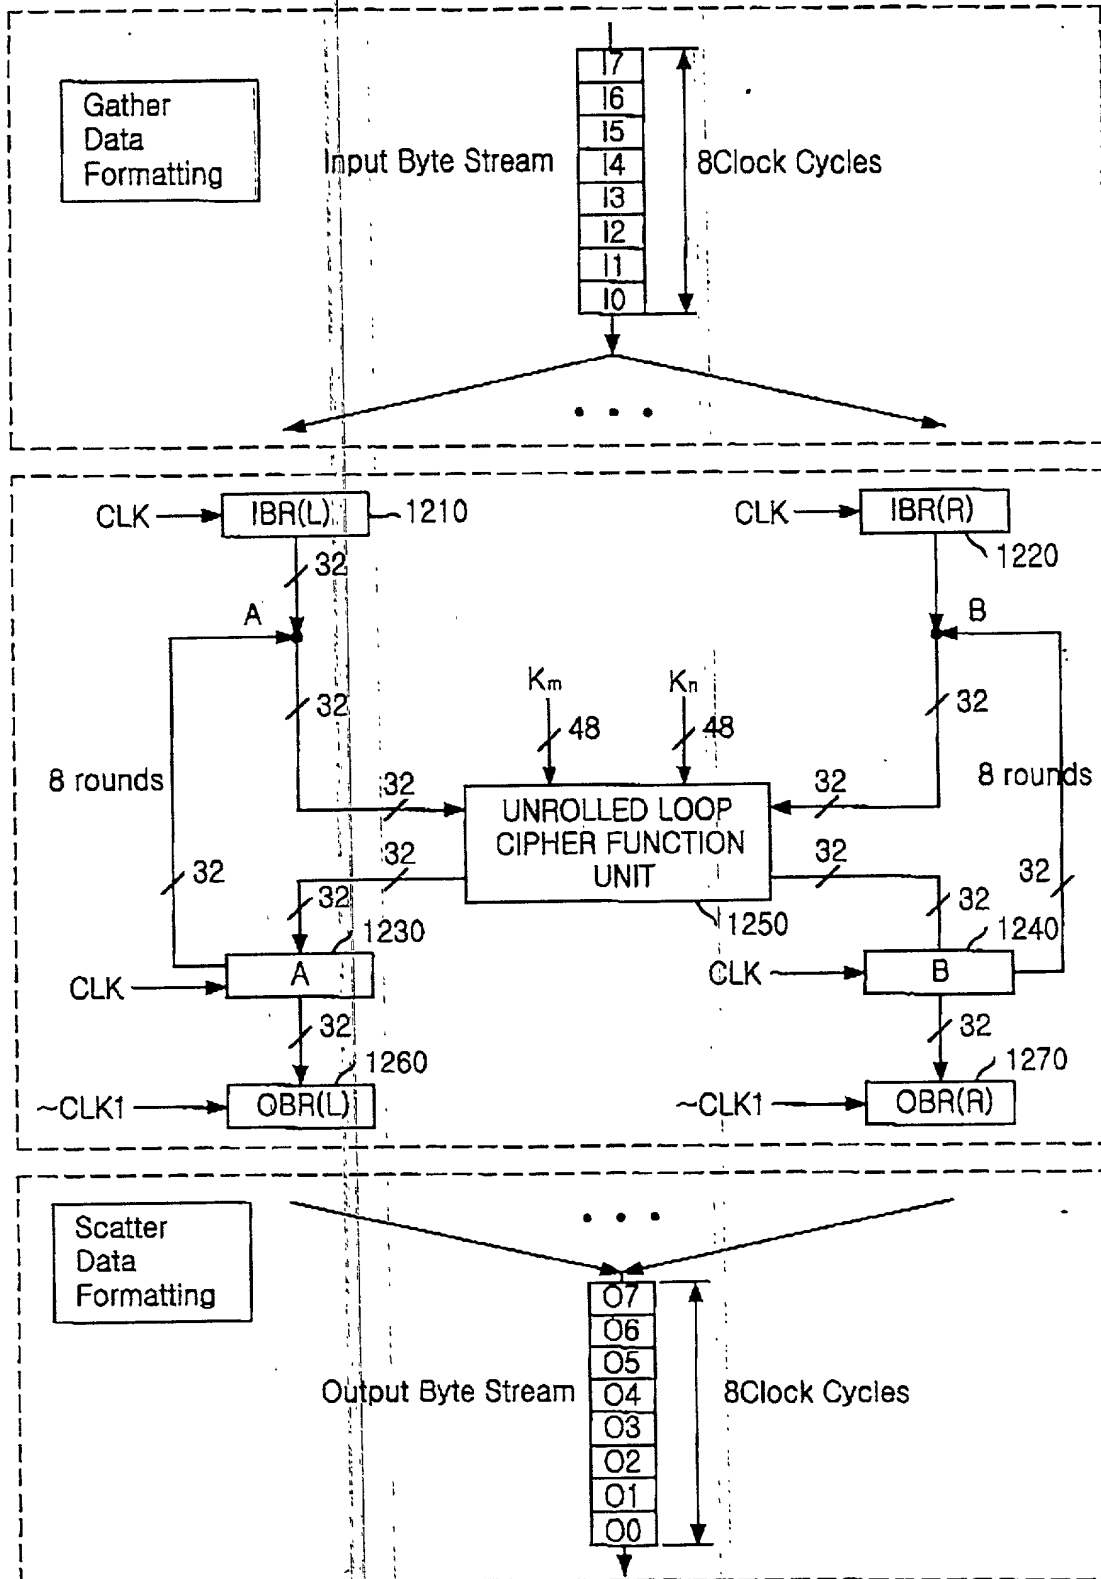 Gather
Data
Formatting
I7
I6
I5
I4
I3
I2
I1
I0
Input Byte Stream
8Clock Cycles
CLK
IBR(L)
1210
32
CLK
IBR(R)
1220
A
B
32
Km
48
Kn
48
32
8 rounds
32
UNROLLED LOOP
CIPHER FUNCTION
UNIT
1250
32
8 rounds
32
32
32
32
32
32
32
1230
A
CLK
32
1240
B
CLK
32
1260
~CLK1
OBR(L)
1270
~CLK1
OBR(R)
Scatter
Data
Formatting
O7
O6
O5
O4
O3
O2
O1
O0
Output Byte Stream
8Clock Cycles